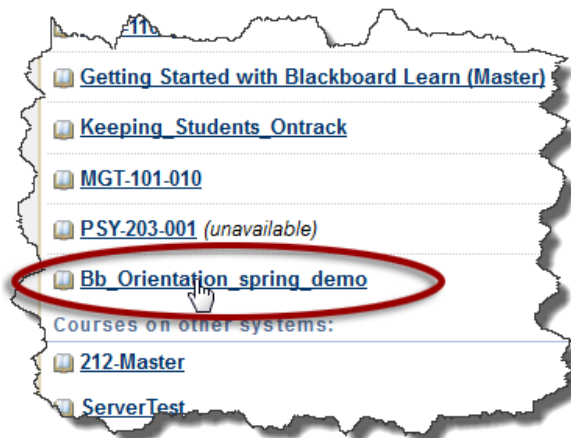 Getting Started with Blackboard Learn (Master)
Keeping_Students_Ontrack
MGT-101-010
PSY-203-001 (unavailable)
Bb_Orientation_spring_demo
Courses on other systems:
212-Master
ServerTest